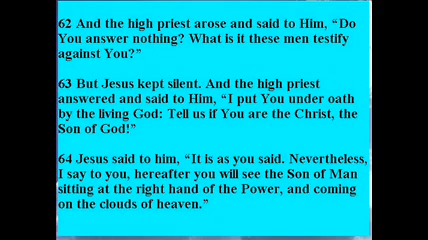 62 And the high priest arose and said to Him, “Do
You answer nothing? What is it these men testify
against You?”
63 But Jesus kept silent. And the high priest
answered and said to Him, “I put You under oath
by the living God: Tell us if You are the Christ, the
Son of God!”
64 Jesus said to him, “It is as you said. Nevertheless,
I say to you, hereafter you will see the Son of Man
sitting at the right hand of the Power, and coming
on the clouds of heaven.”